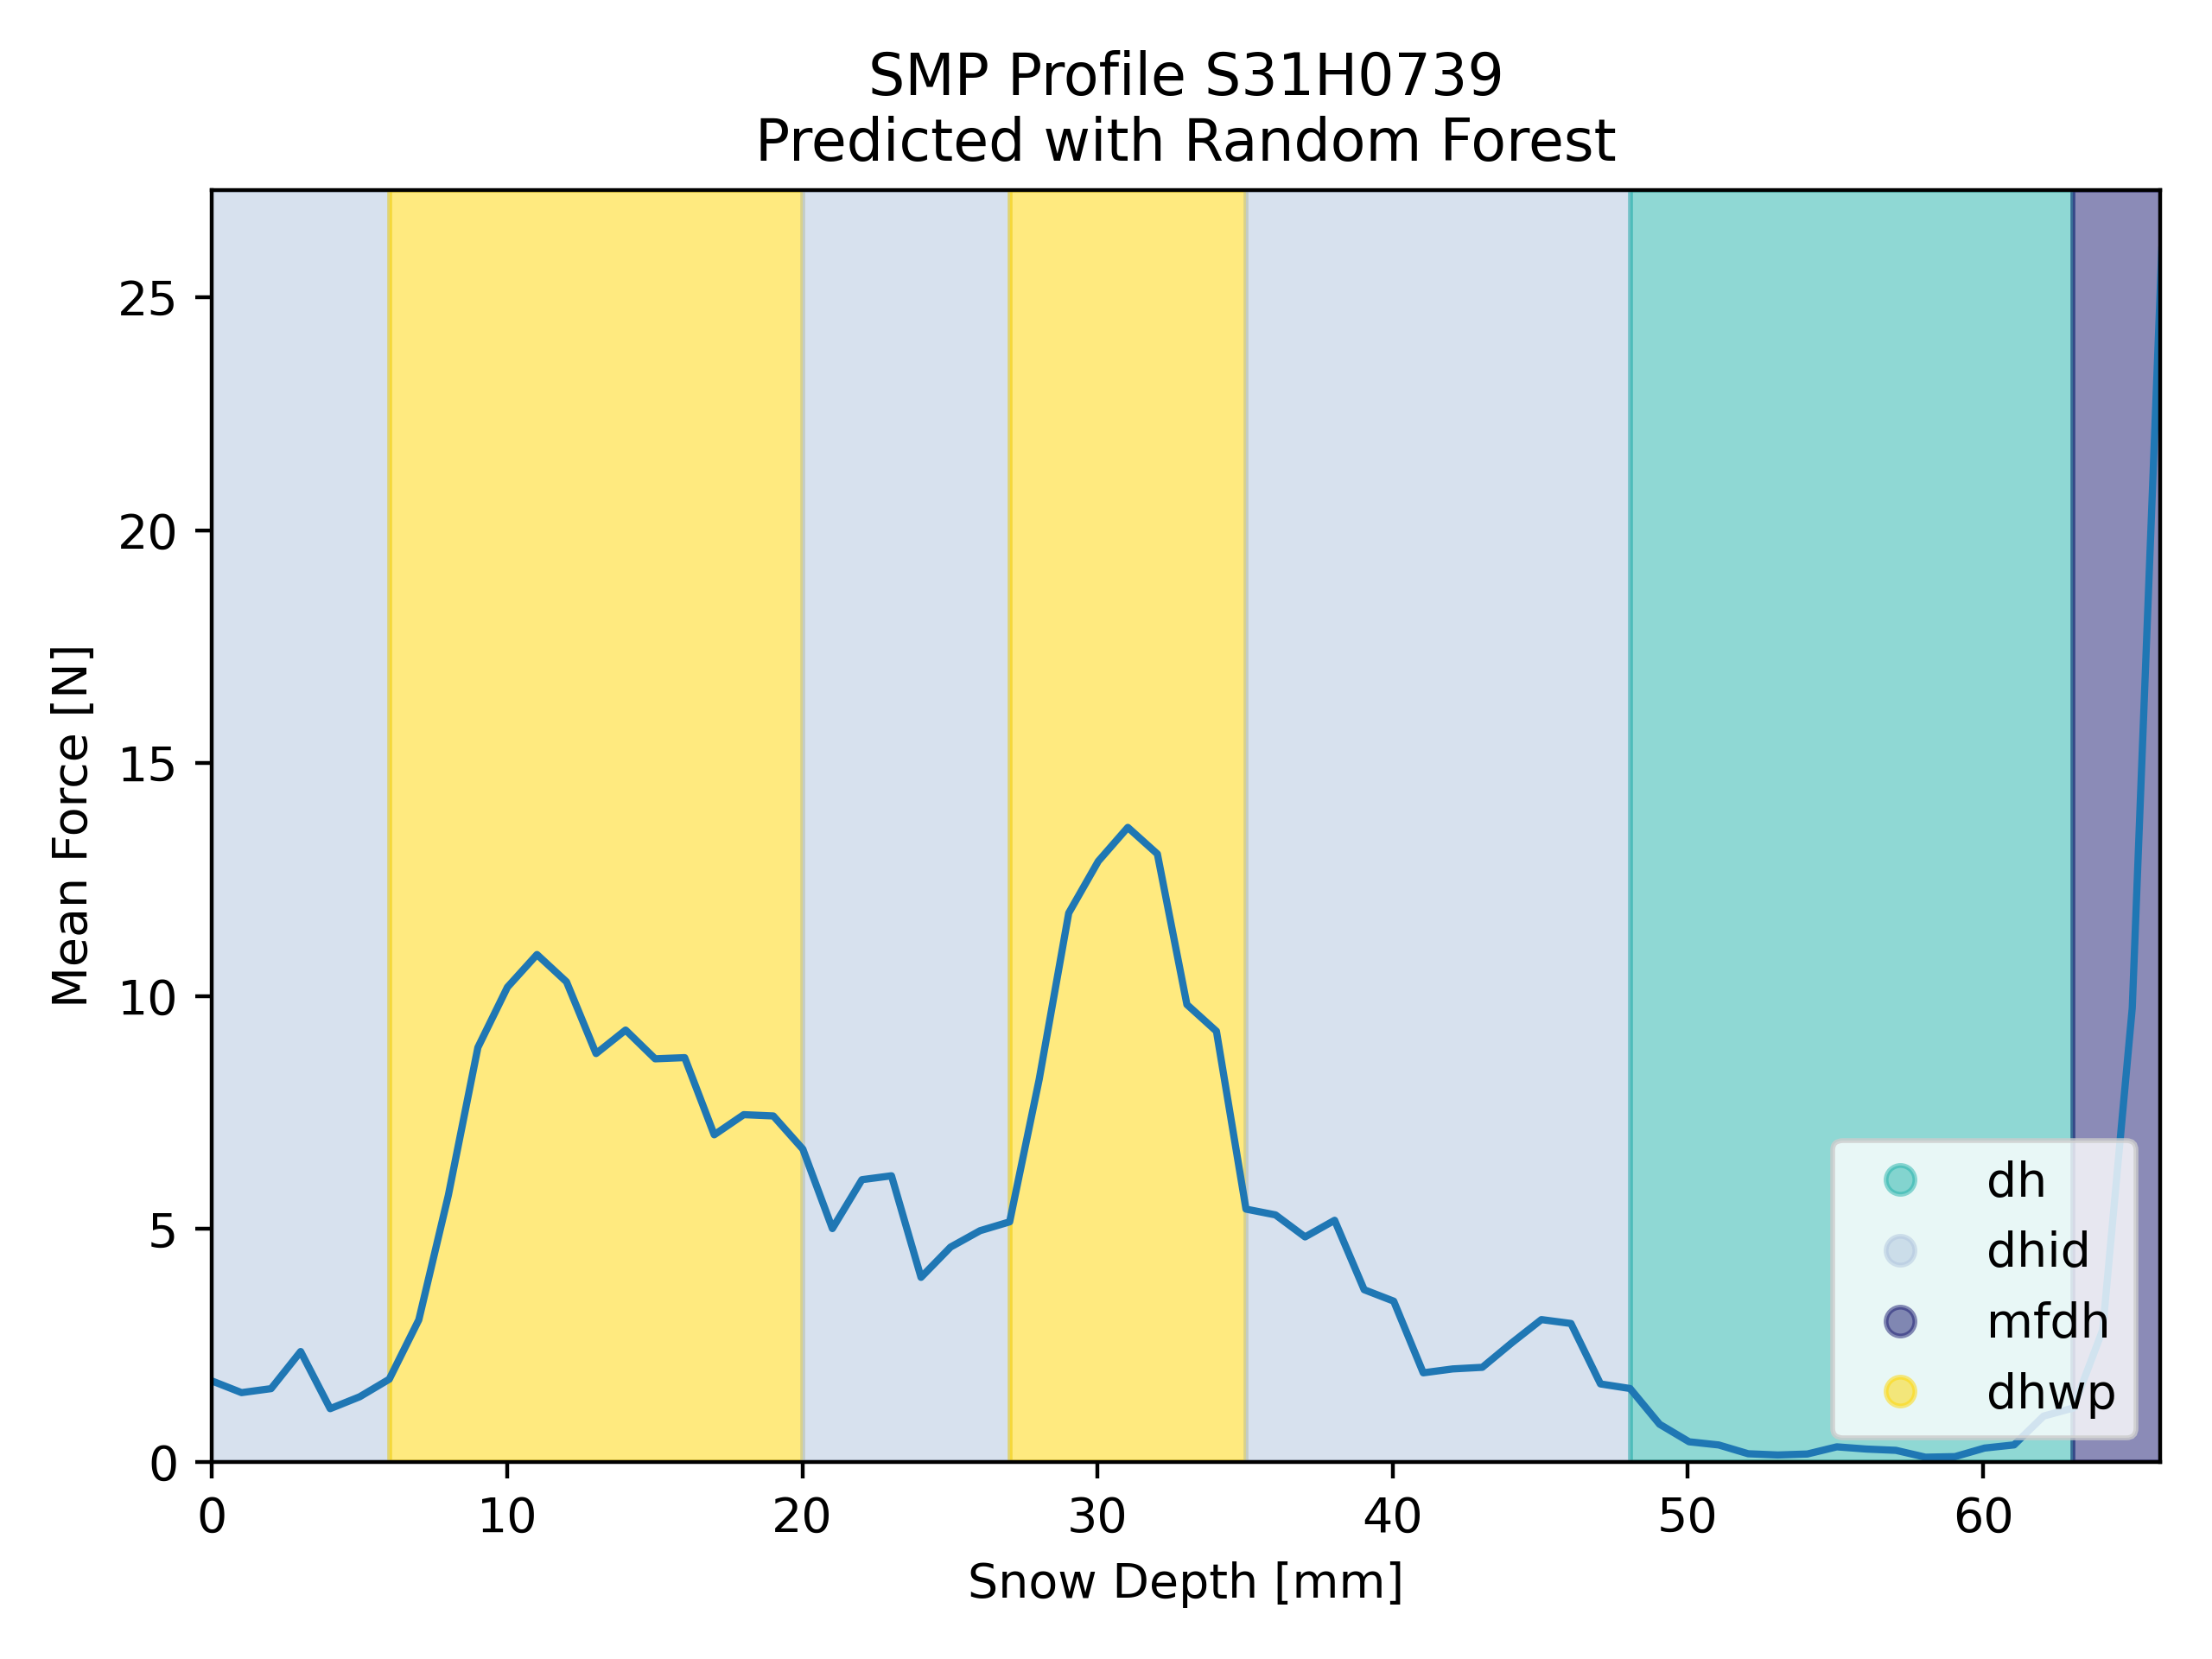 SMP Profile S31H0739
Predicted with Random Forest
Mean Force [N]
25
20
15
10
5
0
dh
dhid
mfdh
dhwp
0 10 20 30 40 50 60
Snow Depth [mm]